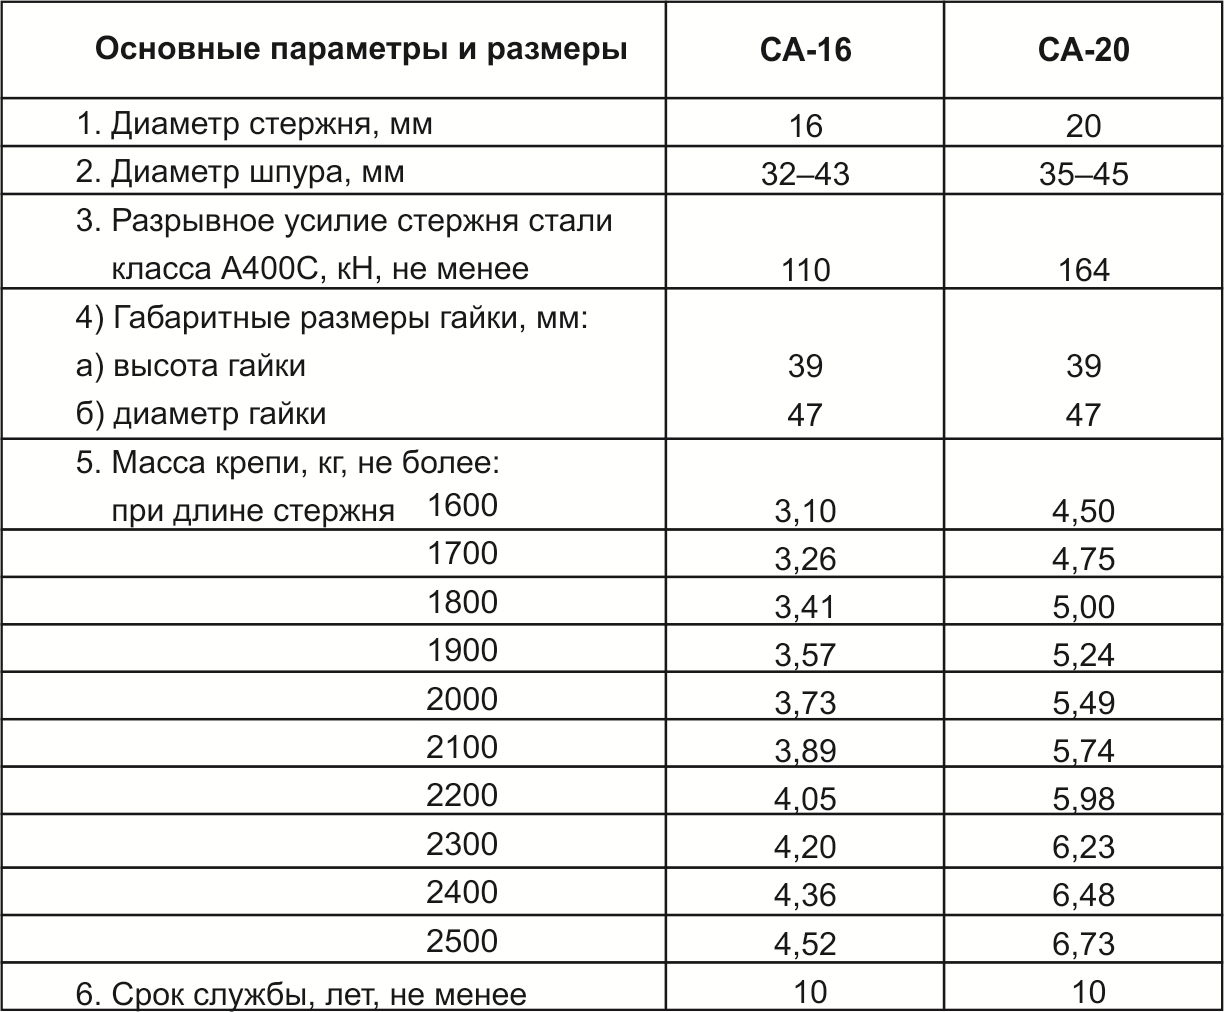 Основные параметры и размеры СА-16 СА-20
1. Диаметр стержня, мм 16 20
2. Диаметр шпура, мм 32–43 35–45
3. Разрывное усилие стержня стали
класса А400С, кН, не менее 110 164
4) Габаритные размеры гайки, мм:
а) высота гайки 39 39
б) диаметр гайки 47 47
5. Масса крепи, кг, не более:
при длине стержня 1600 3,10 4,50
1700 3,26 4,75
1800 3,41 5,00
1900 3,57 5,24
2000 3,73 5,49
2100 3,89 5,74
2200 4,05 5,98
2300 4,20 6,23
2400 4,36 6,48
2500 4,52 6,73
6. Срок службы, лет, не менее 10 10